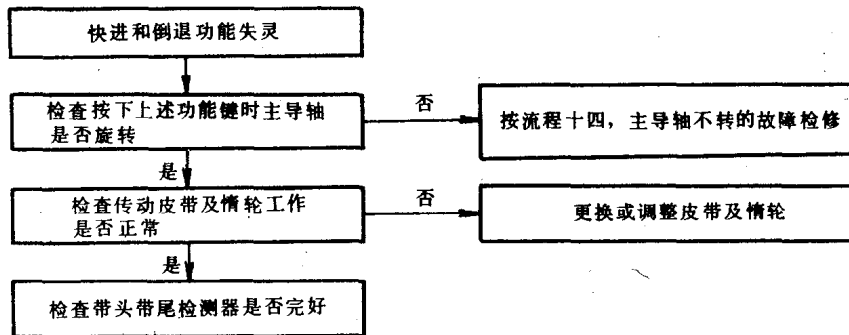 快进和倒退功能失灵
检查按下上述功能键时主导轴
是否旋转
否
按流程十四，主导轴不转的故障检修
是
检查传动皮带及惰轮工作
是否正常
否
更换或调整皮带及惰轮
是
检查带头带尾检测器是否完好